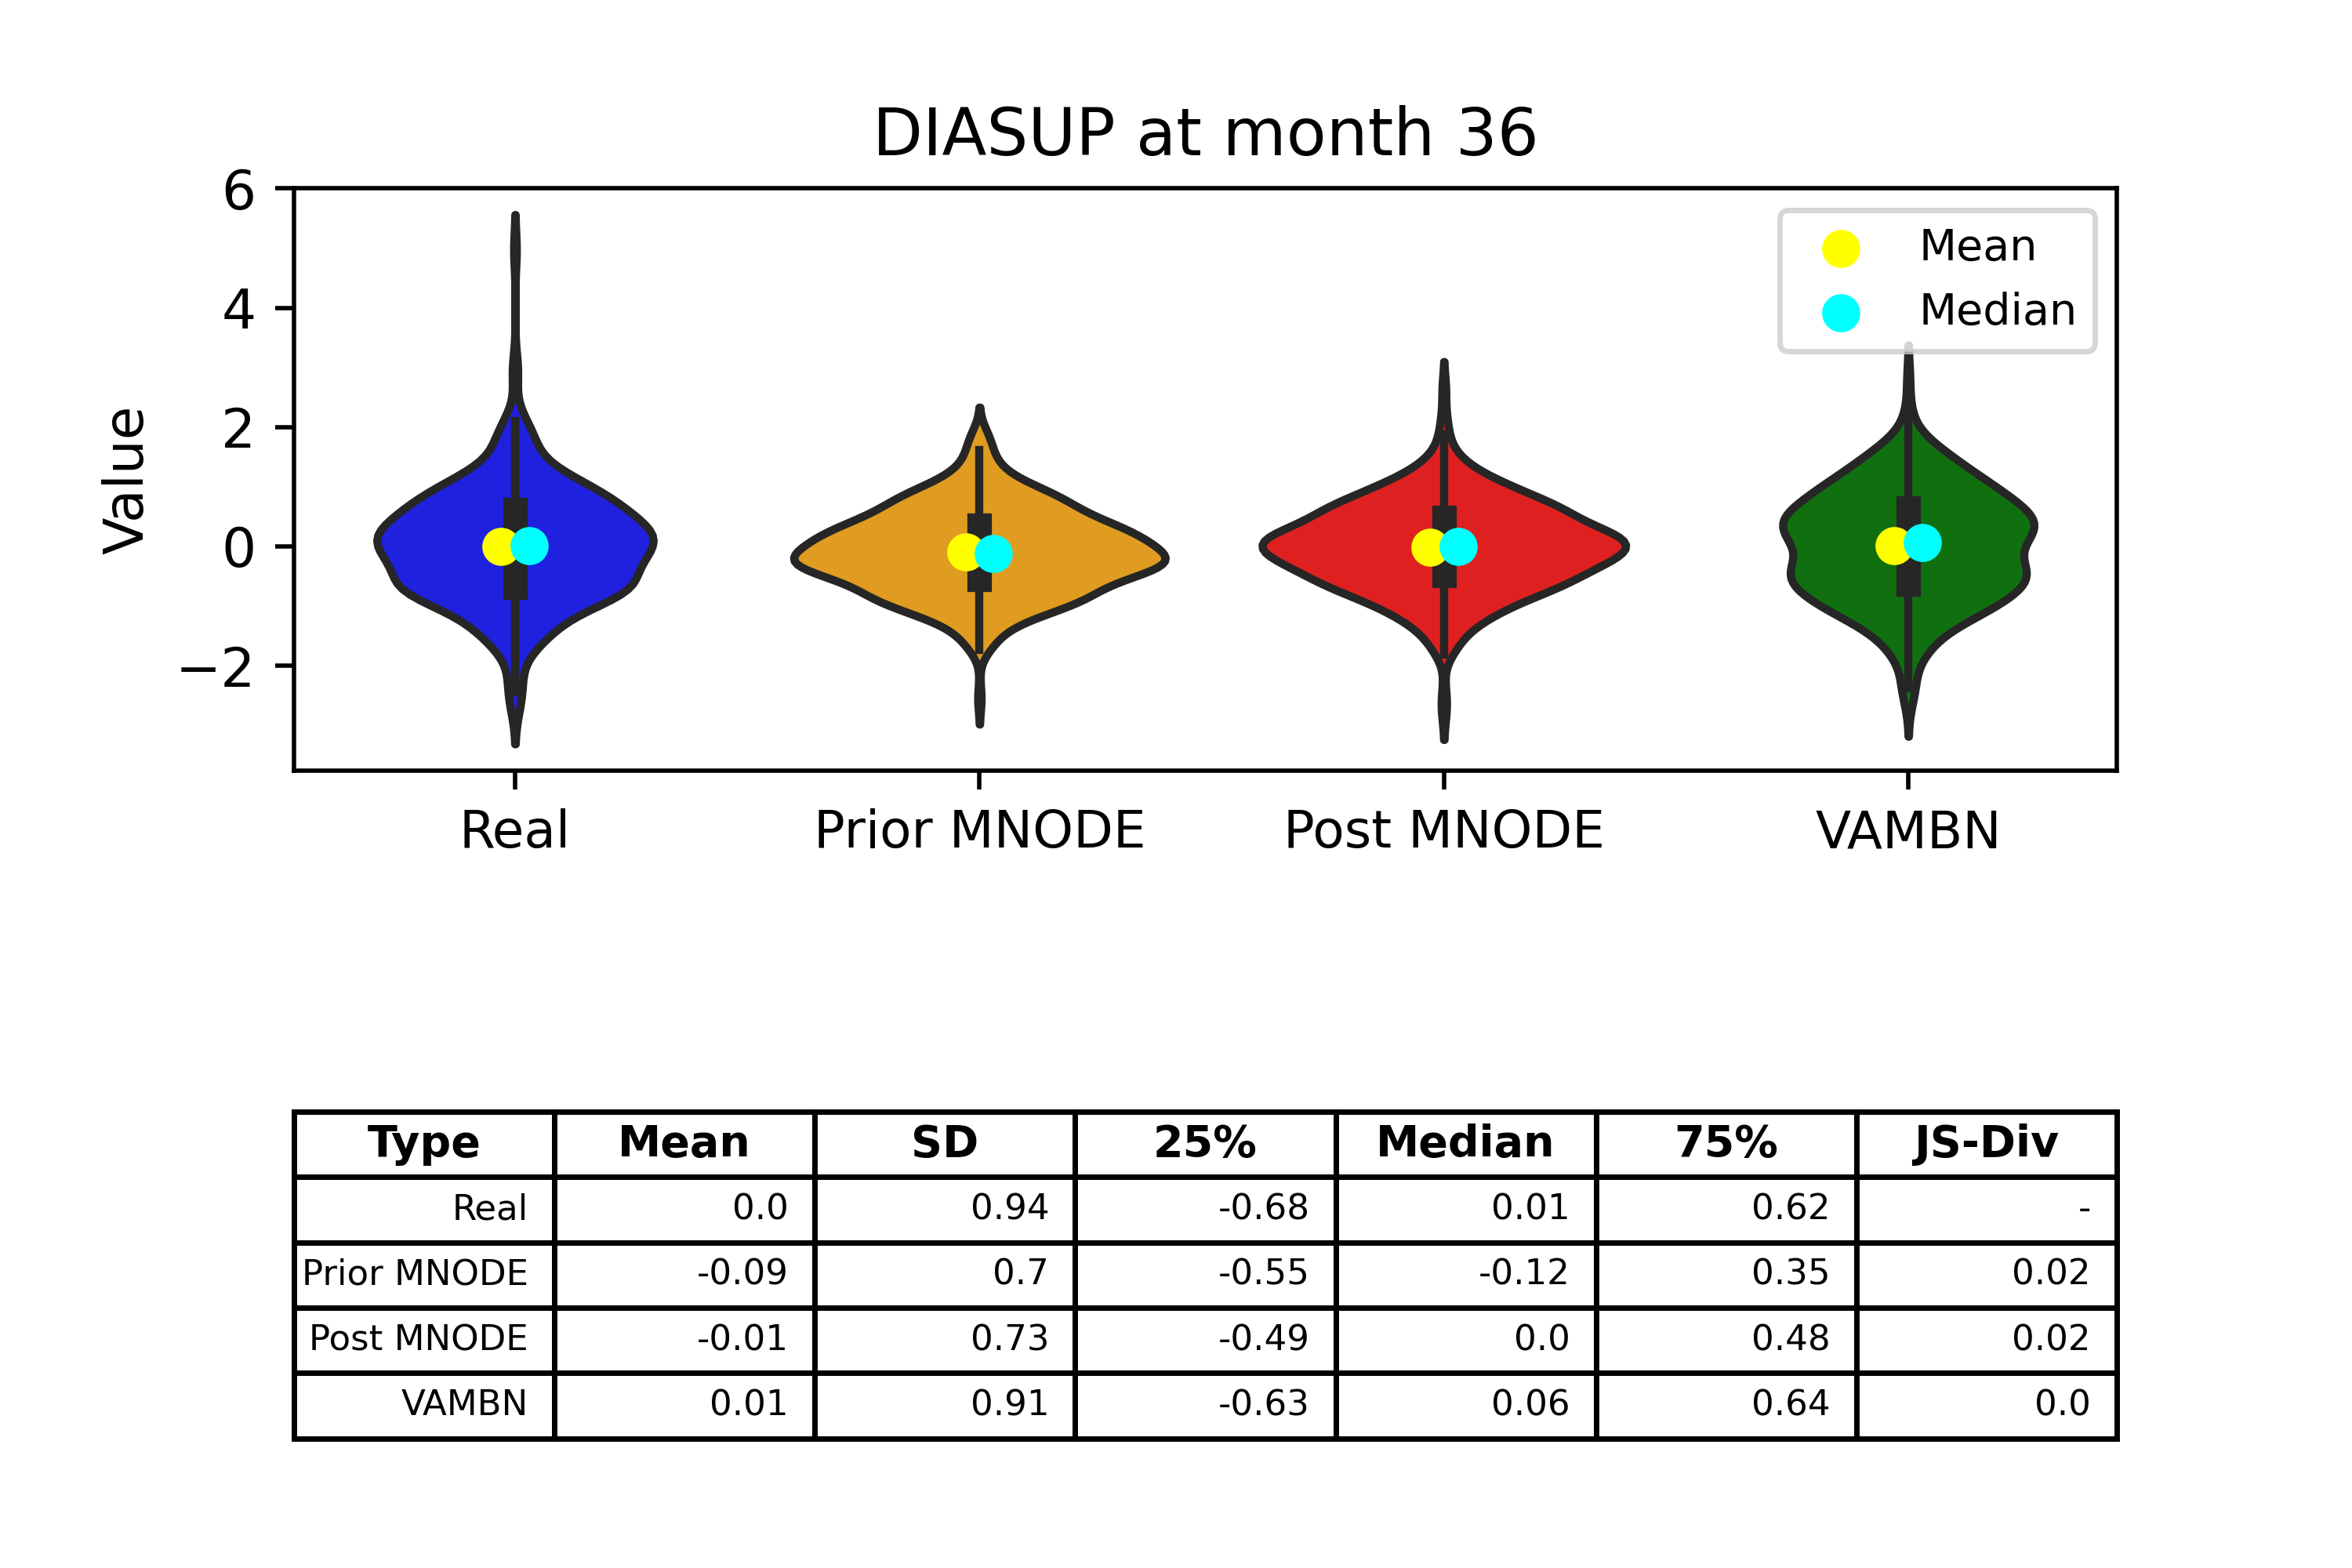 DIASUP at month 36
6
4
2
0
−2
Value
Mean
Median
Real Prior MNODE Post MNODE VAMBN
Type Mean SD 25% Median 75% JS-Div
Real 0.0 0.94 -0.68 0.01 0.62 -
Prior MNODE -0.09 0.7 -0.55 -0.12 0.35 0.02
Post MNODE -0.01 0.73 -0.49 0.0 0.48 0.02
VAMBN 0.01 0.91 -0.63 0.06 0.64 0.0